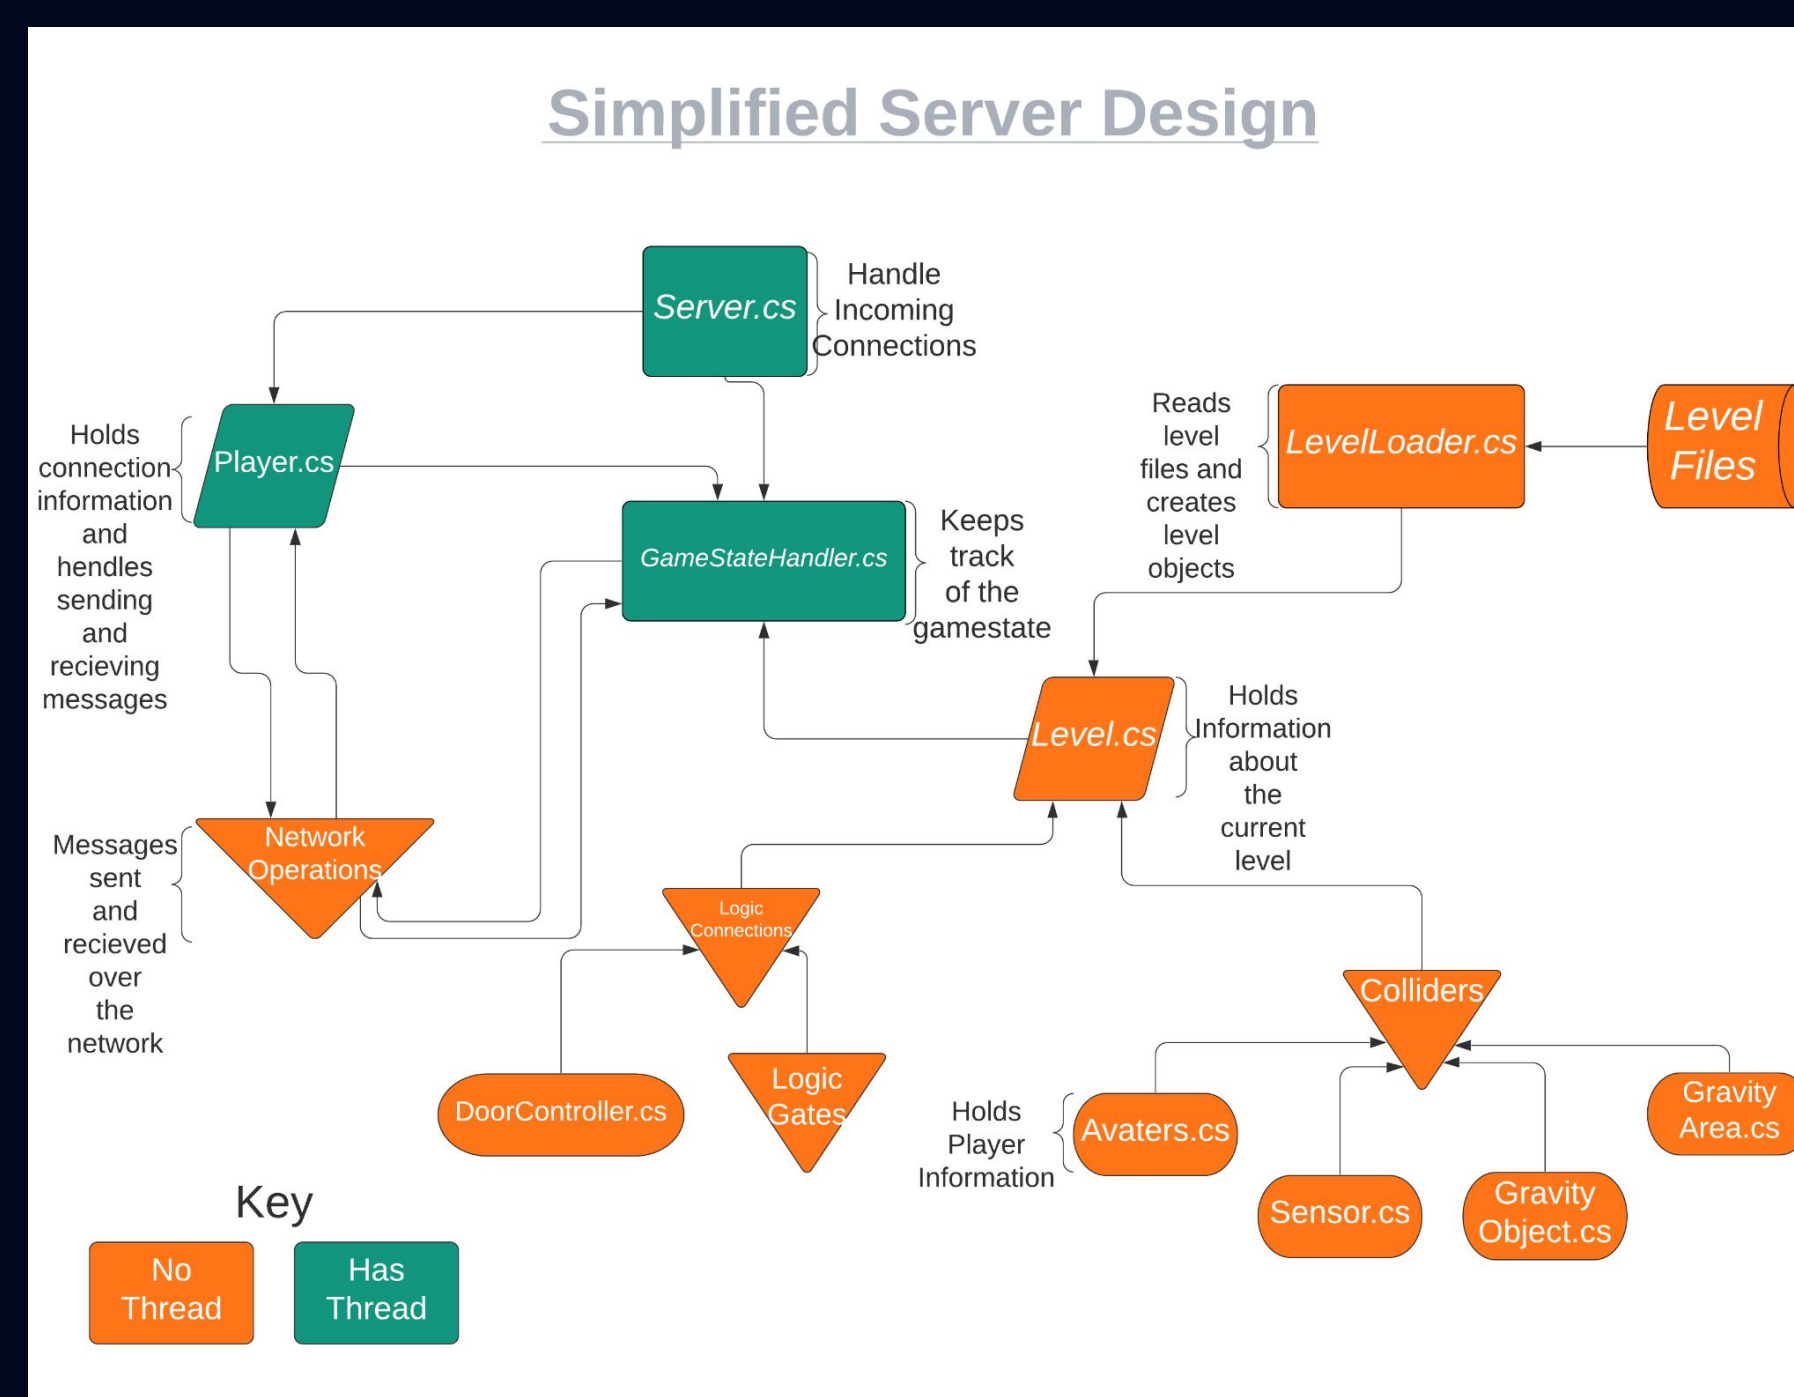 Simplified Server Design
Server.cs
Handle
Incoming
Connections
Holds
connection
information
and
hendles
sending
and
recieving
messages
Player.cs
GameStateHandler.cs
Keeps
track
of the
gamestate
Reads
level
files and
creates
level
objects
LevelLoader.cs
Level
Files
Level.cs
Holds
Information
about
the
current
level
Messages
sent
and
recieved
over
the
network
Network
Operations
Logic
Connections
DoorController.cs
Logic
Gates
Colliders
Holds
Player
Information
Avaters.cs
Sensor.cs
Gravity
Object.cs
Gravity
Area.cs
Key
No
Thread
Has
Thread